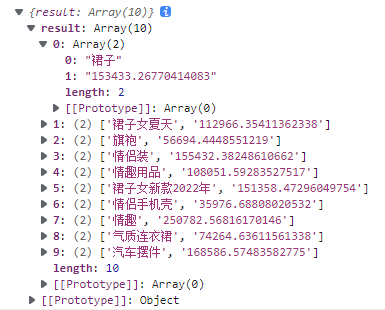 ▼ {result: Array(10)} i
▼ result: Array(10)
▼ 0: Array(2)
0: "裙子"
1: "153433.26770414083"
length: 2
▶ [[Prototype]]: Array(0)
▶ 1: (2) ['裙子女夏天', '112966.35411362338']
▶ 2: (2) ['旗袍', '56694.4448551219']
▶ 3: (2) ['情侣装', '155432.38248610662']
▶ 4: (2) ['情趣用品', '108051.59283527517']
▶ 5: (2) ['裙子女新款2022年', '151358.47296049754']
▶ 6: (2) ['情侣手机壳', '35976.68808020532']
▶ 7: (2) ['情趣', '250782.56816170146']
▶ 8: (2) ['气质连衣裙', '74264.63611561338']
▶ 9: (2) ['汽车摆件', '168586.57483582775']
length: 10
▶ [[Prototype]]: Array(0)
▶ [[Prototype]]: Object